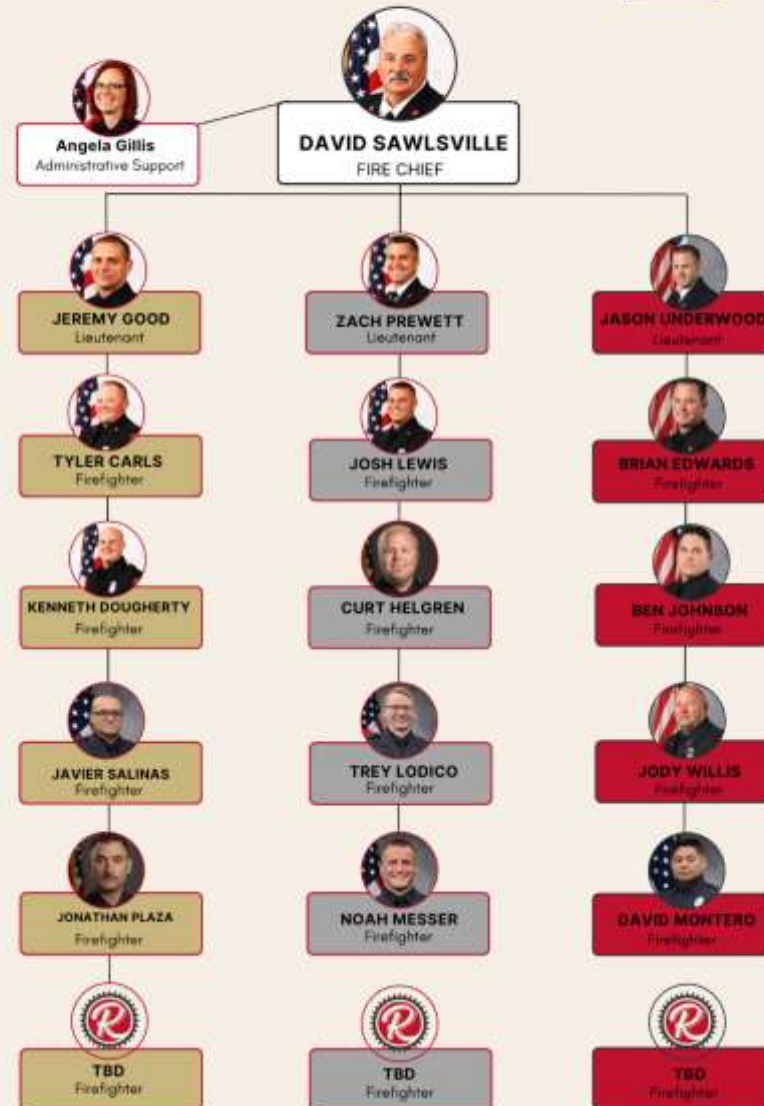 Angela Gillis
Administrative Support
DAVID SAWLSVILLE
FIRE CHIEF
JEREMY GOOD
Lieutenant
ZACH PREWETT
Lieutenant
JASON UNDERWOOD
Lieutenant
TYLER CARLS
Firefighter
JOSH LEWIS
Firefighter
BRIAN EDWARDS
Firefighter
KENNETH DOUGHERTY
Firefighter
CURT HELGREN
Firefighter
BEN JOHNSON
Firefighter
JAVIER SALINAS
Firefighter
TREY LODICO
Firefighter
JODY WILLIS
Firefighter
JONATHAN PLAZA
Firefighter
NOAH MESSER
Firefighter
DAVID MONTERO
Firefighter
R
R
R
TBD
Firefighter
TBD
Firefighter
TBD
Firefighter